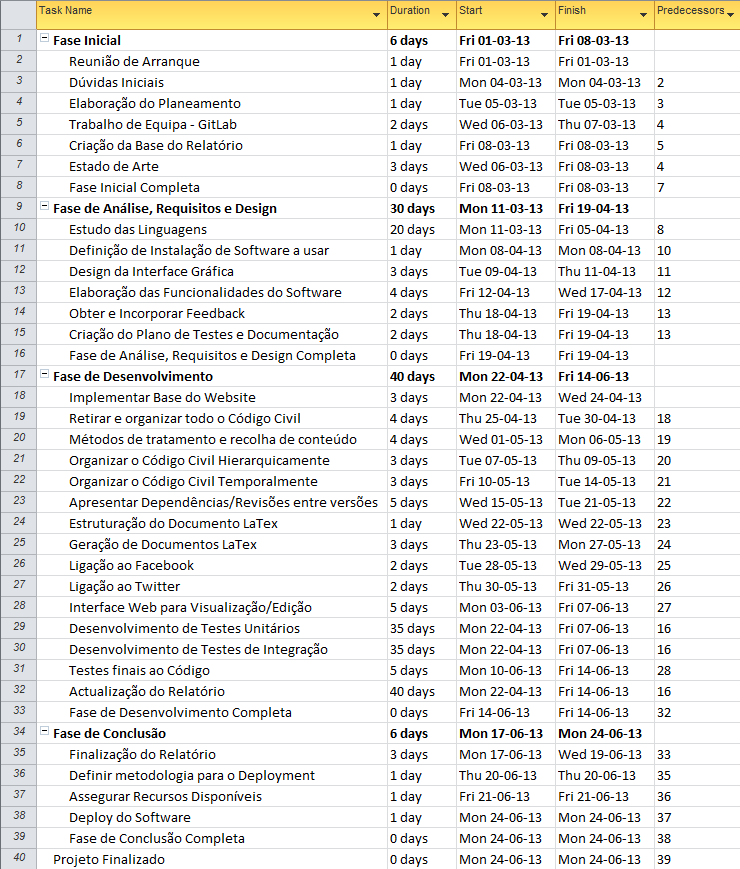 Task Name Duration Start Finish Predecessors
1 Fase Inicial 6 days Fri 01-03-13 Fri 08-03-13
2 Reunião de Arranque 1 day Fri 01-03-13 Fri 01-03-13
3 Dúvidas Iniciais 1 day Mon 04-03-13 Mon 04-03-13 2
4 Elaboração do Planeamento 1 day Tue 05-03-13 Tue 05-03-13 3
5 Trabalho de Equipa - GitLab 2 days Wed 06-03-13 Thu 07-03-13 4
6 Criação da Base do Relatório 1 day Fri 08-03-13 Fri 08-03-13 5
7 Estado de Arte 3 days Wed 06-03-13 Fri 08-03-13 4
8 Fase Inicial Completa 0 days Fri 08-03-13 Fri 08-03-13 7
9 Fase de Análise, Requisitos e Design 30 days Mon 11-03-13 Fri 19-04-13
10 Estudo das Linguagens 20 days Mon 11-03-13 Fri 05-04-13 8
11 Definição de Instalação de Software a usar 1 day Mon 08-04-13 Mon 08-04-13 10
12 Design da Interface Gráfica 3 days Tue 09-04-13 Thu 11-04-13 11
13 Elaboração das Funcionalidades do Software 4 days Fri 12-04-13 Wed 17-04-13 12
14 Obter e Incorporar Feedback 2 days Thu 18-04-13 Fri 19-04-13 13
15 Criação do Plano de Testes e Documentação 2 days Thu 18-04-13 Fri 19-04-13 13
16 Fase de Análise, Requisitos e Design Completa 0 days Fri 19-04-13 Fri 19-04-13
17 Fase de Desenvolvimento 40 days Mon 22-04-13 Fri 14-06-13
18 Implementar Base do Website 3 days Mon 22-04-13 Wed 24-04-13
19 Retirar e organizar todo o Código Civil 4 days Thu 25-04-13 Tue 30-04-13 18
20 Métodos de tratamento e recolha de conteúdo 4 days Wed 01-05-13 Mon 06-05-13 19
21 Organizar o Código Civil Hierarquicamente 3 days Tue 07-05-13 Thu 09-05-13 20
22 Organizar o Código Civil Temporalmente 3 days Fri 10-05-13 Tue 14-05-13 21
23 Apresentar Dependências/Revisões entre versões 5 days Wed 15-05-13 Tue 21-05-13 22
24 Estruturação do Documento LaTex 1 day Wed 22-05-13 Wed 22-05-13 23
25 Geração de Documentos LaTex 3 days Thu 23-05-13 Mon 27-05-13 24
26 Ligação ao Facebook 2 days Tue 28-05-13 Wed 29-05-13 25
27 Ligação ao Twitter 2 days Thu 30-05-13 Fri 31-05-13 26
28 Interface Web para Visualização/Edição 5 days Mon 03-06-13 Fri 07-06-13 27
29 Desenvolvimento de Testes Unitários 35 days Mon 22-04-13 Fri 07-06-13 16
30 Desenvolvimento de Testes de Integração 35 days Mon 22-04-13 Fri 07-06-13 16
31 Testes finais ao Código 5 days Mon 10-06-13 Fri 14-06-13 28
32 Actualização do Relatório 40 days Mon 22-04-13 Fri 14-06-13 16
33 Fase de Desenvolvimento Completa 0 days Fri 14-06-13 Fri 14-06-13 32
34 Fase de Conclusão 6 days Mon 17-06-13 Mon 24-06-13
35 Finalização do Relatório 3 days Mon 17-06-13 Wed 19-06-13 33
36 Definir metodologia para o Deployment 1 day Thu 20-06-13 Thu 20-06-13 35
37 Assegurar Recursos Disponíveis 1 day Fri 21-06-13 Fri 21-06-13 36
38 Deploy do Software 1 day Mon 24-06-13 Mon 24-06-13 37
39 Fase de Conclusão Completa 0 days Mon 24-06-13 Mon 24-06-13 38
40 Projeto Finalizado 0 days Mon 24-06-13 Mon 24-06-13 39